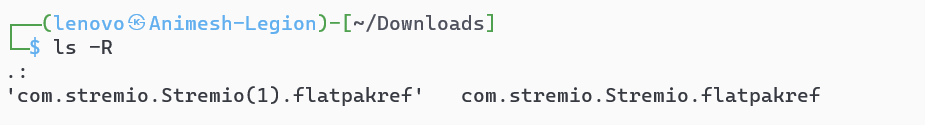 ┌──(lenovo㉿Animesh-Legion)-[~/Downloads]
└─$ ls -R
.:
'com.stremio.Stremio(1).flatpakref'   com.stremio.Stremio.flatpakref